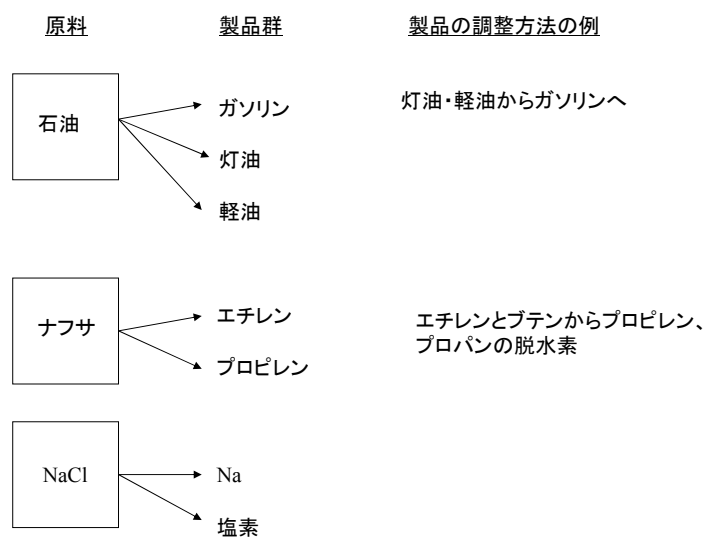 原料
製品群
製品の調整方法の例
石油
ガソリン
灯油・軽油からガソリンへ
灯油
軽油
ナフサ
エチレン
エチレンとブテンからプロピレン、
プロパンの脱水素
プロピレン
NaCl
Na
塩素